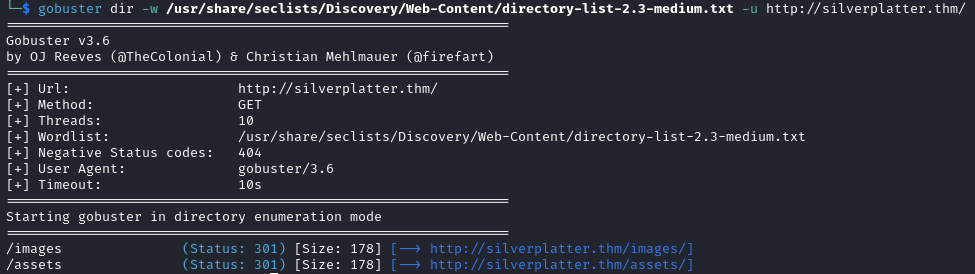 └─$ gobuster dir -w /usr/share/seclists/Discovery/Web-Content/directory-list-2.3-medium.txt -u http://silverplatter.thm/
===============================================================
Gobuster v3.6
by OJ Reeves (@TheColonial) & Christian Mehlmauer (@firefart)
===============================================================
[+] Url:                     http://silverplatter.thm/
[+] Method:                  GET
[+] Threads:                 10
[+] Wordlist:                /usr/share/seclists/Discovery/Web-Content/directory-list-2.3-medium.txt
[+] Negative Status codes:   404
[+] User Agent:              gobuster/3.6
[+] Timeout:                 10s
===============================================================
Starting gobuster in directory enumeration mode
===============================================================
/images               (Status: 301) [Size: 178] [--> http://silverplatter.thm/images/]
/assets               (Status: 301) [Size: 178] [--> http://silverplatter.thm/assets/]